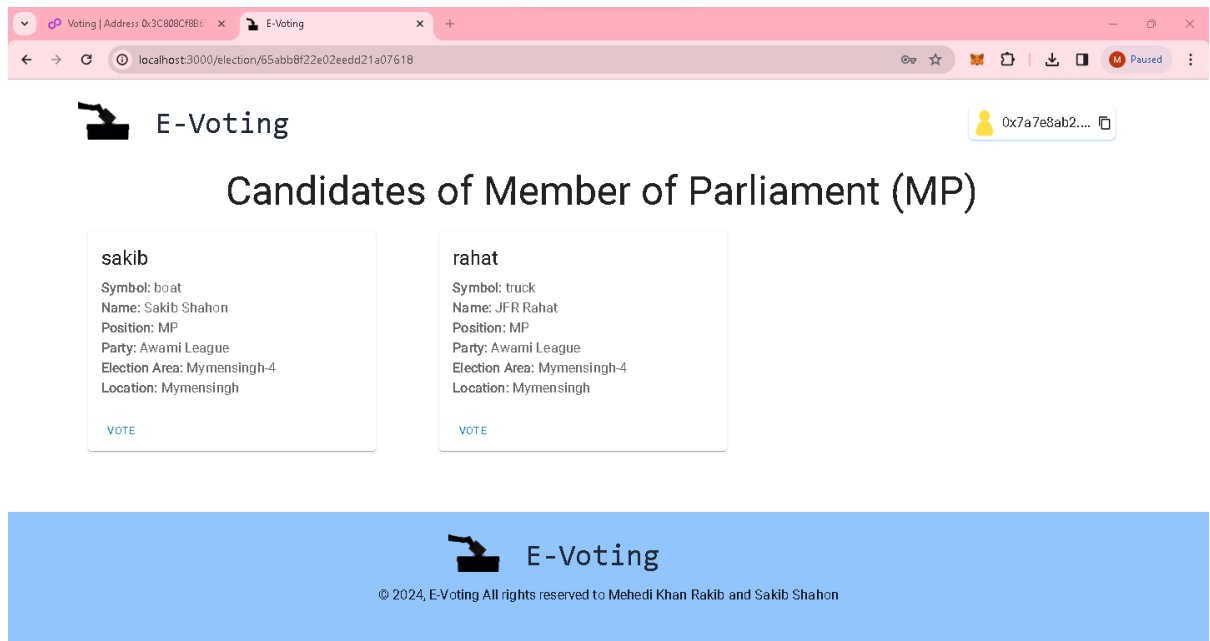 Voting | Address 0x3C808Cf8B6
E-Voting
localhost:3000/election/65abb8f22e02eedd21a07618
M Paused
E-Voting
0x7a7e8ab2....
Candidates of Member of Parliament (MP)
sakib
Symbol: boat
Name: Sakib Shahon
Position: MP
Party: Awami League
Election Area: Mymensingh-4
Location: Mymensingh
VOTE
rahat
Symbol: truck
Name: JFR Rahat
Position: MP
Party: Awami League
Election Area: Mymensingh-4
Location: Mymensingh
VOTE
E-Voting
© 2024, E-Voting All rights reserved to Mehedi Khan Rakib and Sakib Shahon